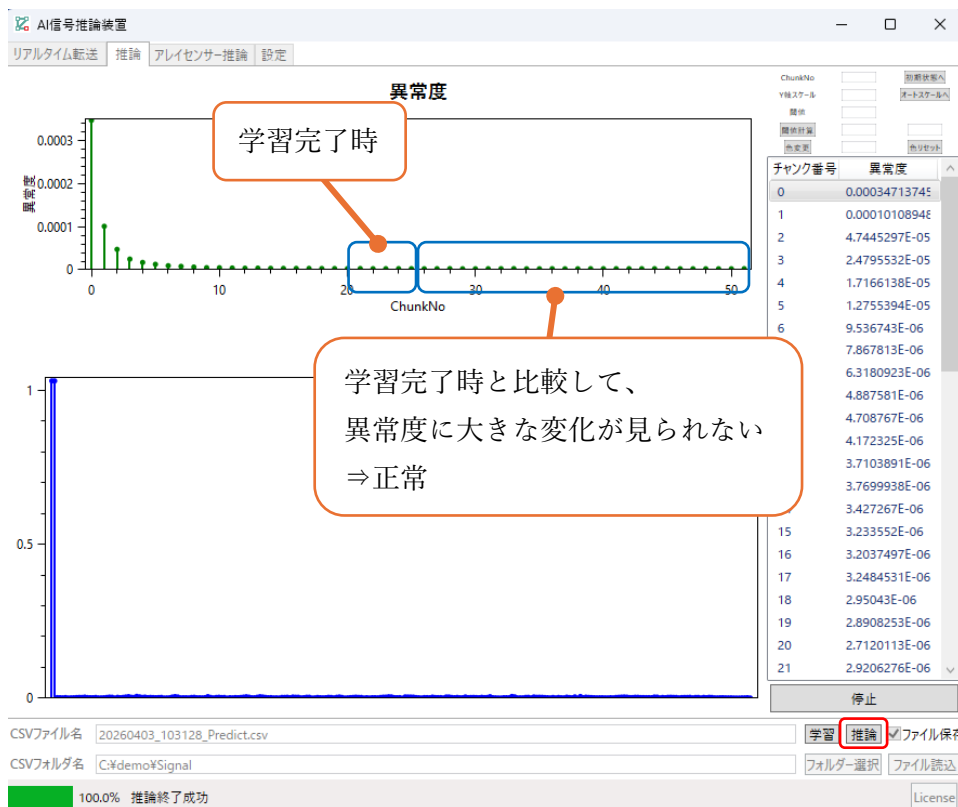 AI信号推論装置
リアルタイム転送 推論 アレイセンサー推論 設定
異常度
ChunkNo 初期状態へ
Y軸スケール オートスケールへ
閾値
閾値計算
色変更 色リセット
学習完了時
異常度
0.0003
0.0002
0.0001
0
0 10 20 30 40 50
ChunkNo
学習完了時と比較して、
異常度に大きな変化が見られない
⇒正常
1
0.5
0
チャンク番号 異常度
0 0.00034713745
1 0.00010108948
2 4.7445297E-05
3 2.4795532E-05
4 1.7166138E-05
5 1.2755394E-05
6 9.536743E-06
7.867813E-06
6.3180923E-06
4.887581E-06
4.708767E-06
4.172325E-06
3.7103891E-06
3.7699938E-06
3.427267E-06
15 3.233552E-06
16 3.2037497E-06
17 3.2484531E-06
18 2.95043E-06
19 2.8908253E-06
20 2.7120113E-06
21 2.9206276E-06
停止
CSVファイル名 20260403_103128_Predict.csv 学習 推論 ファイル保存
CSVフォルダ名 C:¥demo¥Signal フォルダー選択 ファイル読込
100.0% 推論終了成功 License